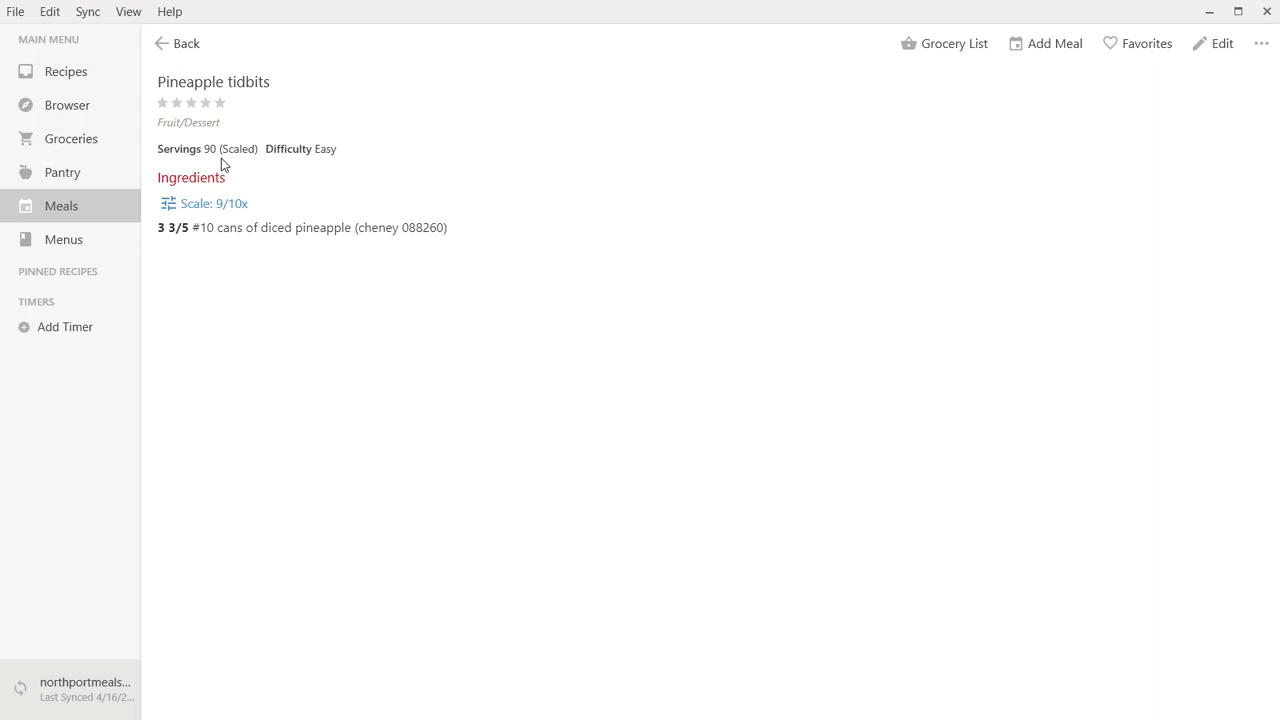 File Edit Sync View Help
MAIN MENU
Recipes
Browser
Groceries
Pantry
Meals
Menus
PINNED RECIPES
TIMERS
Add Timer
northportmeals...
Last Synced 4/16/2...
Back
Grocery List
Add Meal
Favorites
Edit
Pineapple tidbits
Fruit/Dessert
Servings 90 (Scaled) Difficulty Easy
Ingredients
Scale: 9/10x
3 3/5 #10 cans of diced pineapple (cheney 088260)